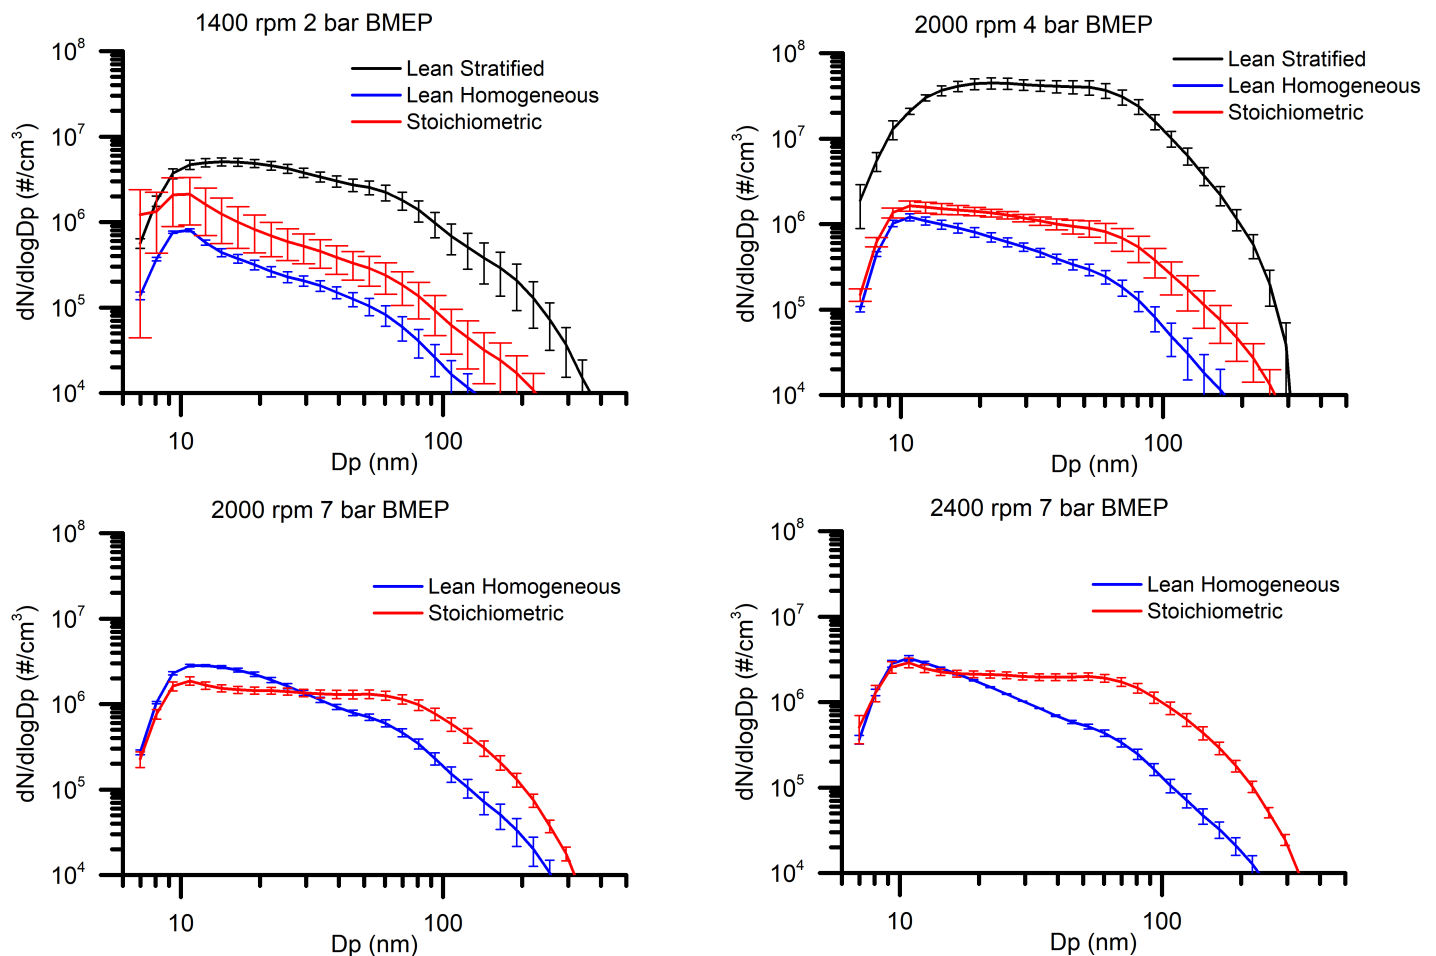 1400 rpm 2 bar BMEP
Lean Stratified
Lean Homogeneous
Stoichiometric
10^8
10^7
10^6
10^5
10^4
dN/dlogDp (#/cm^3)
10
100
Dp (nm)
2000 rpm 4 bar BMEP
Lean Stratified
Lean Homogeneous
Stoichiometric
10^8
10^7
10^6
10^5
10^4
dN/dlogDp (#/cm^3)
10
100
Dp (nm)
2000 rpm 7 bar BMEP
Lean Homogeneous
Stoichiometric
10^8
10^7
10^6
10^5
10^4
dN/dlogDp (#/cm^3)
10
100
Dp (nm)
2400 rpm 7 bar BMEP
Lean Homogeneous
Stoichiometric
10^8
10^7
10^6
10^5
10^4
dN/dlogDp (#/cm^3)
10
100
Dp (nm)